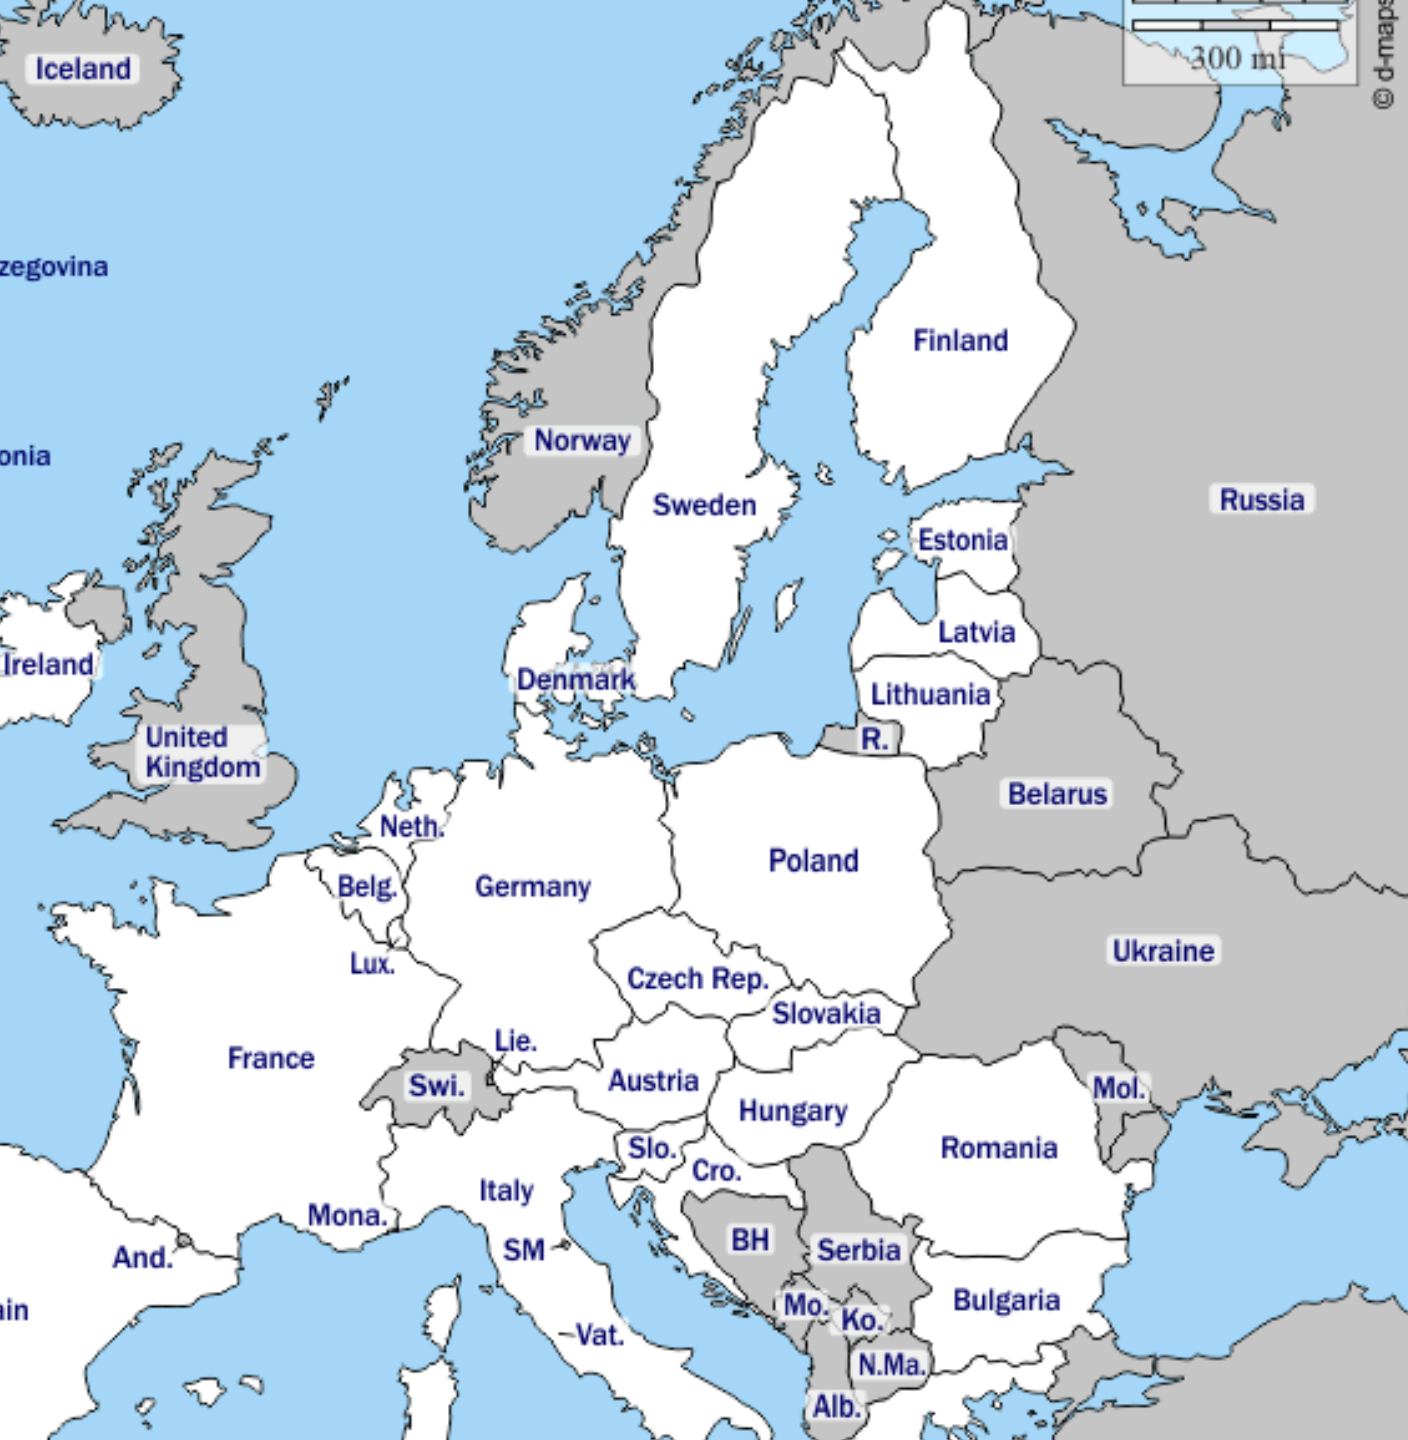 300 mi
© d-maps
Iceland
zegovina
Finland
Norway
onia
Russia
Sweden
Estonia
Latvia
Ireland
Denmark
Lithuania
United
Kingdom
R.
Belarus
Neth.
Poland
Belg.
Germany
Ukraine
Lux.
Czech Rep.
Slovakia
Lie.
France
Swi.
Austria
Mol.
Hungary
Slo.
Romania
Cro.
Italy
Mona.
BH
SM
Serbia
And.
Bulgaria
Mo.
ain
Ko.
Vat.
N.Ma.
Alb.